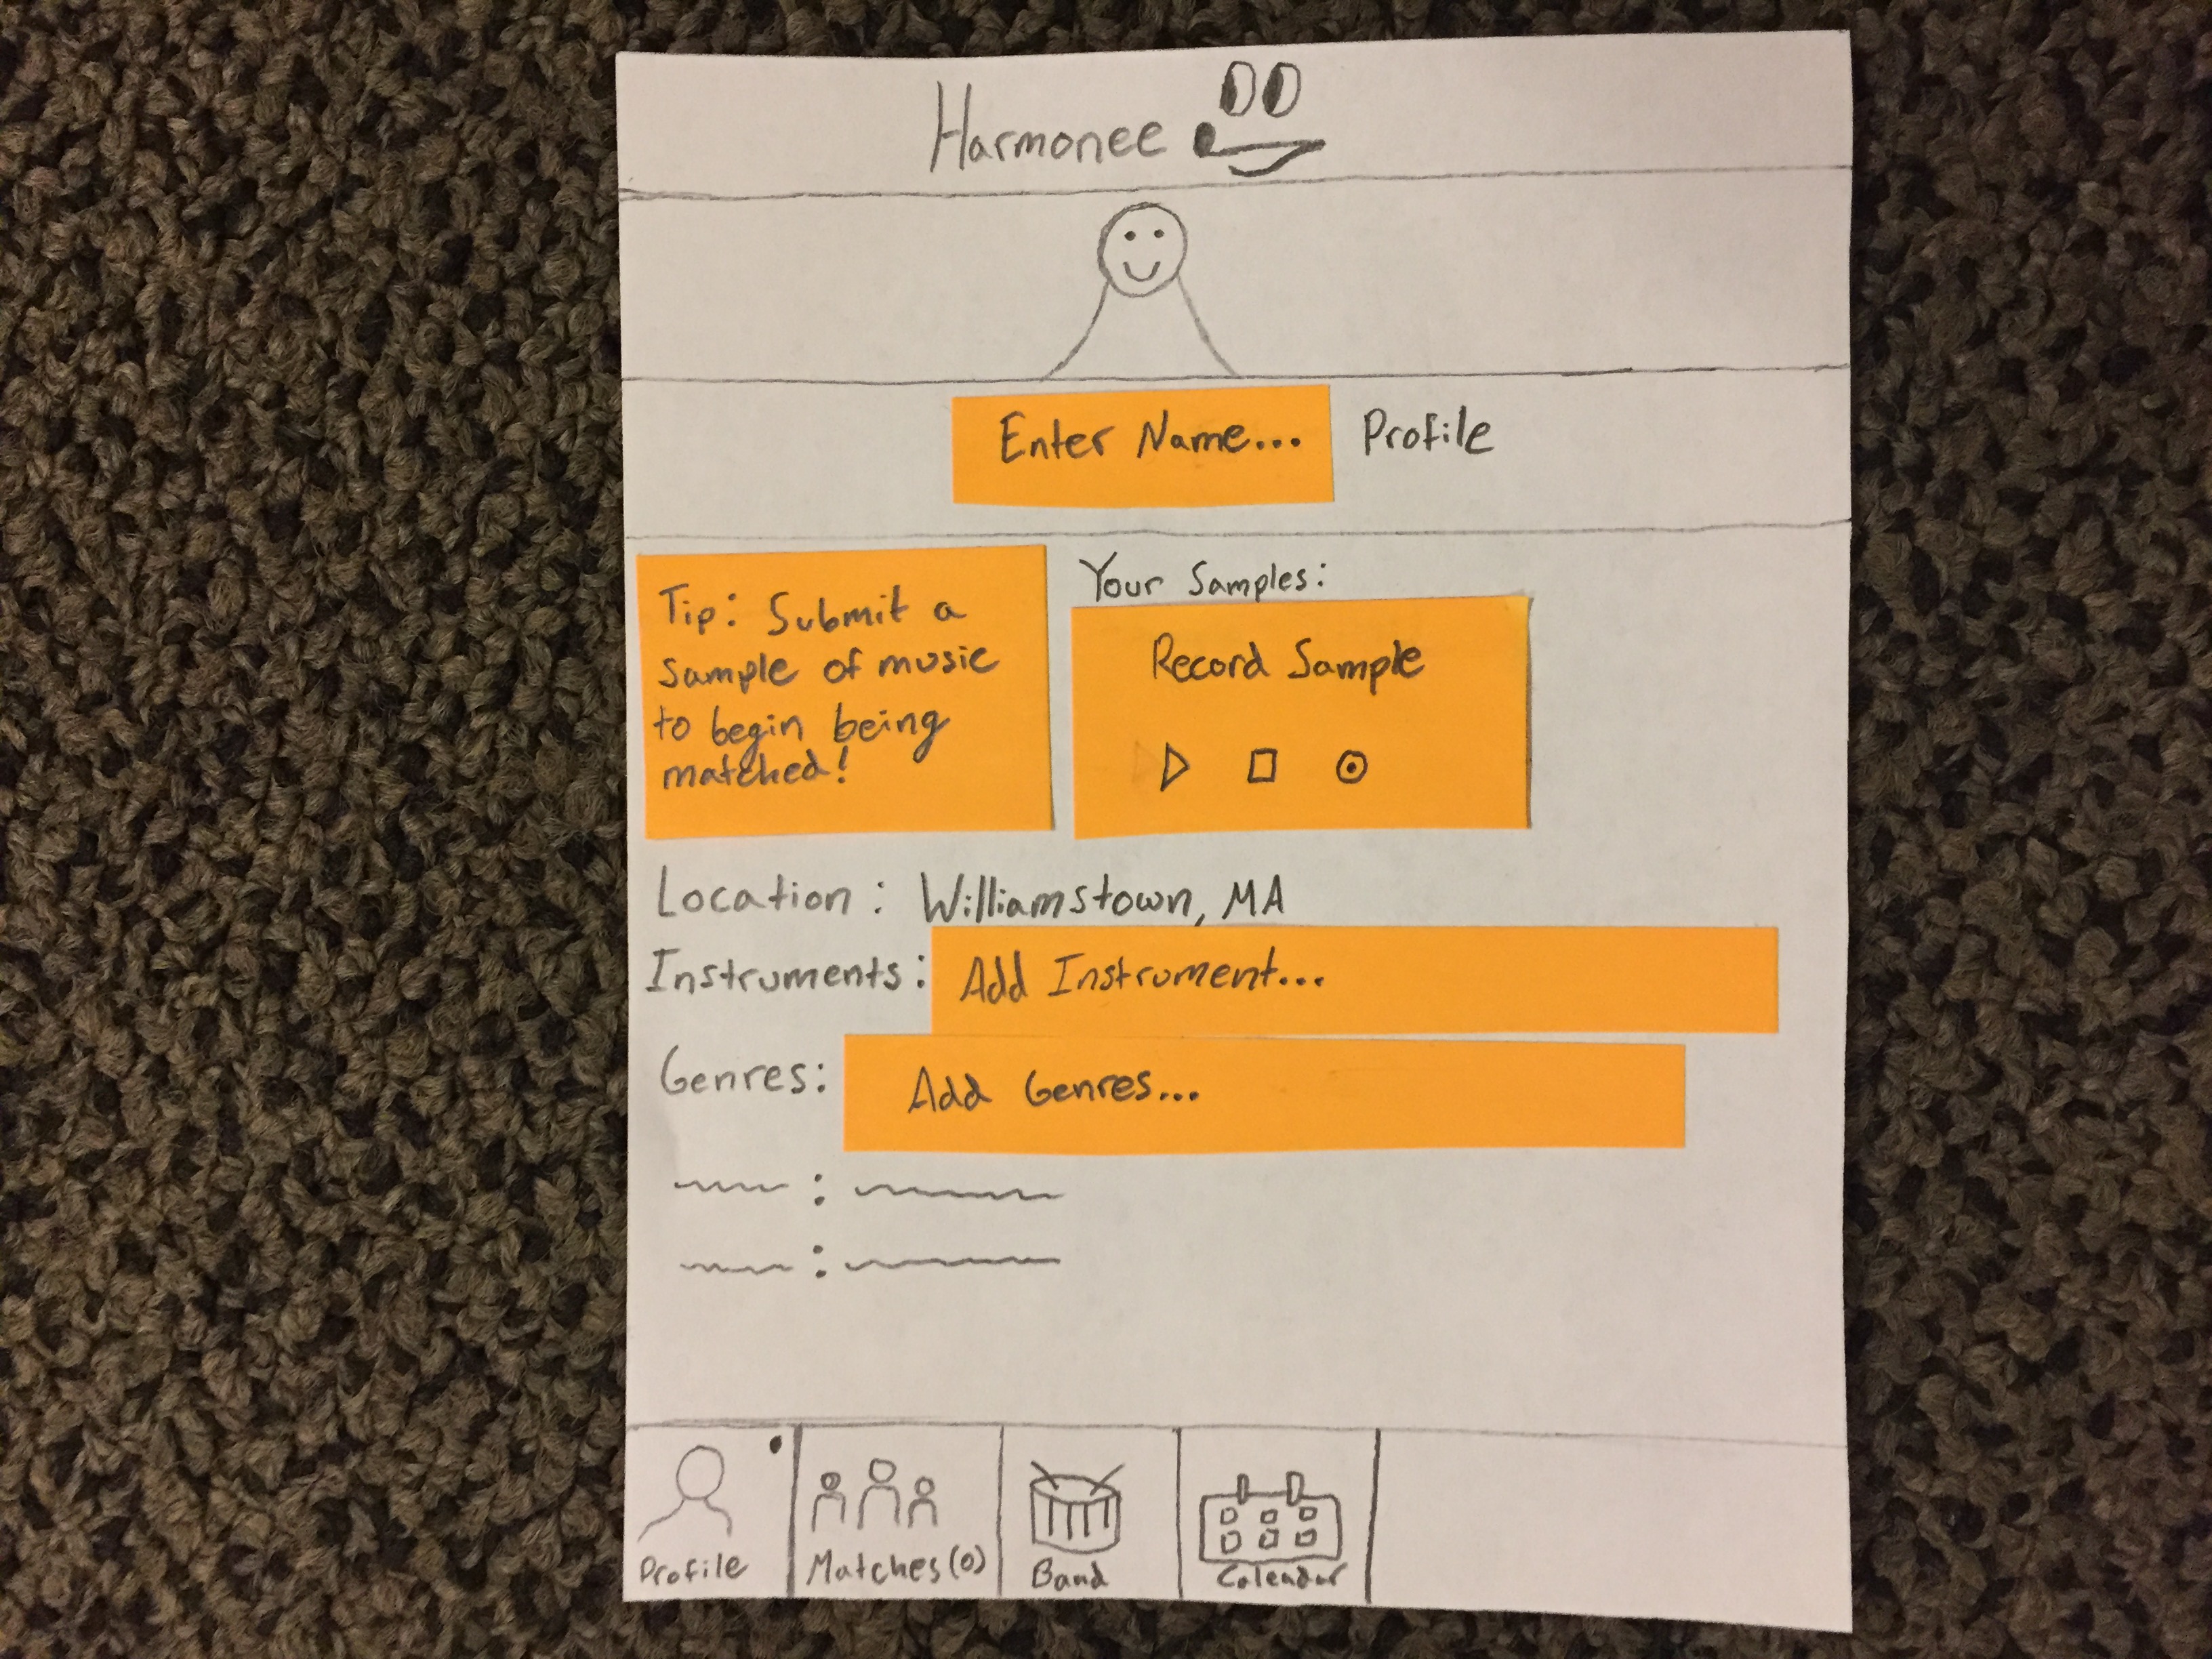 Harmonee
Enter Name... Profile
Tip: Submit a
sample of music
to begin being
matched!
Your Samples:
Record Sample
Location: Williamstown, MA
Instruments: Add Instrument...
Genres: Add Genres...
Profile
Matches(0)
Band
Calendar